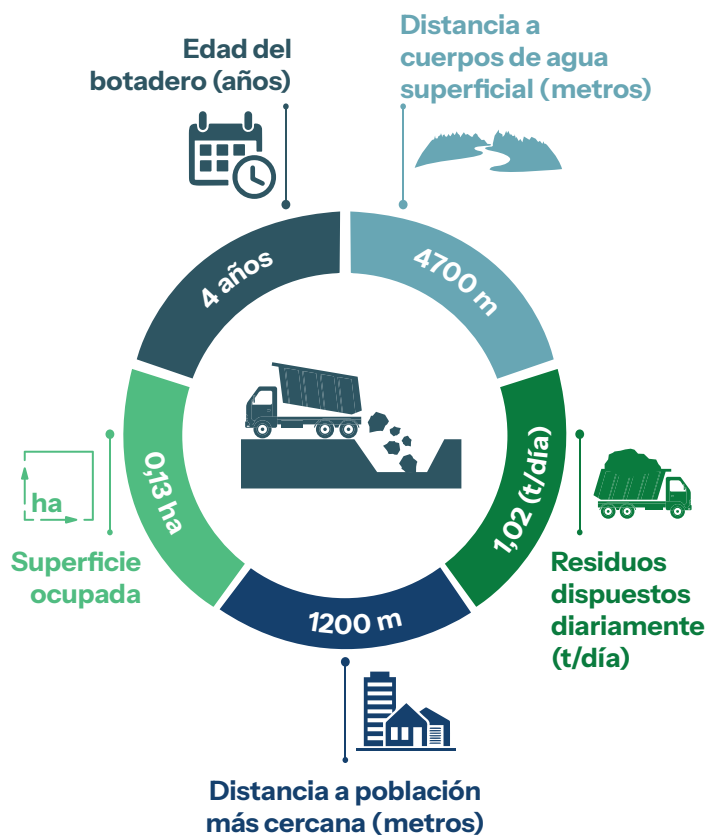 Edad del
botadero (años)
Distancia a
cuerpos de agua
superficial (metros)
4 años
4700 m
0,13 ha
1,02 (t/día)
1200 m
ha
Superficie
ocupada
Residuos
dispuestos
diariamente
(t/día)
Distancia a población
más cercana (metros)